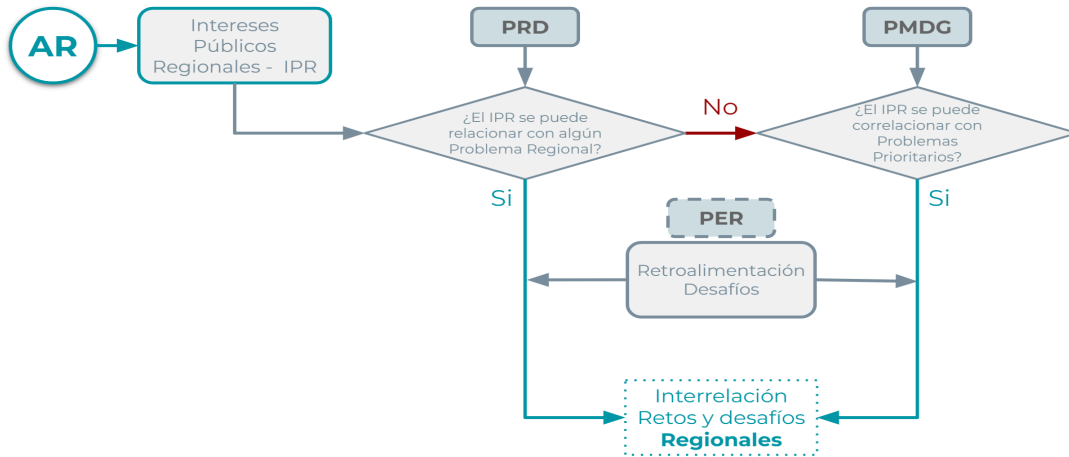 AR
Intereses
Públicos
Regionales - IPR
PRD
PMDG
¿El IPR se puede
relacionar con algún
Problema Regional?
No
¿El IPR se puede
correlacionar con
Problemas
Prioritarios?
Si
Si
PER
Retroalimentación
Desafíos
Interrelación
Retos y desafíos
Regionales